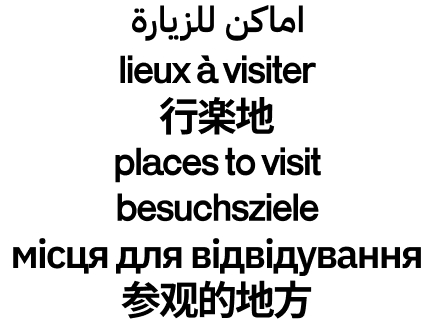 اماكن للزيارة
lieux à visiter
行楽地
places to visit
besuchsziele
місця для відвідування
参观的地方